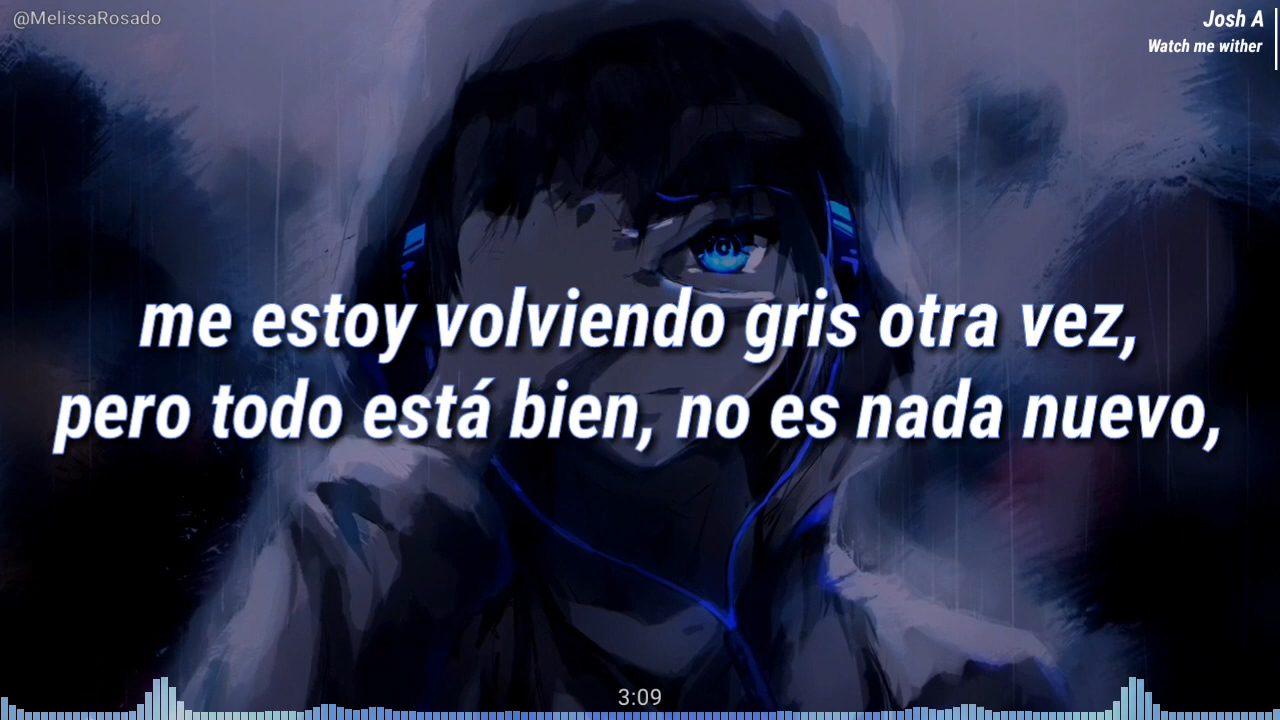 @MelissaRosado
Josh A
Watch me wither
me estoy volviendo gris otra vez,
pero todo está bien, no es nada nuevo,
3:09